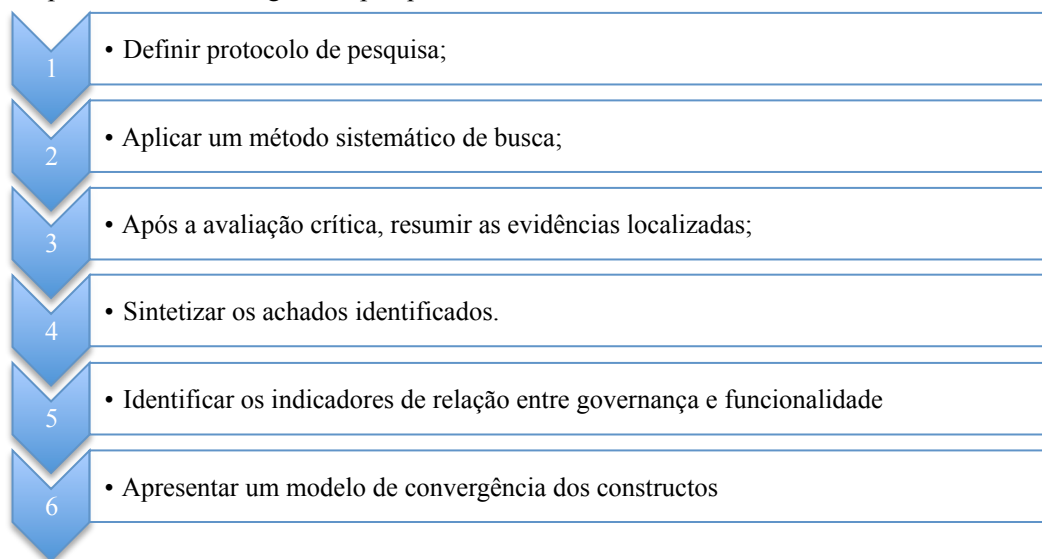 1
• Definir protocolo de pesquisa;
2
• Aplicar um método sistemático de busca;
3
• Após a avaliação crítica, resumir as evidências localizadas;
4
• Sintetizar os achados identificados.
5
• Identificar os indicadores de relação entre governança e funcionalidade
6
• Apresentar um modelo de convergência dos constructos